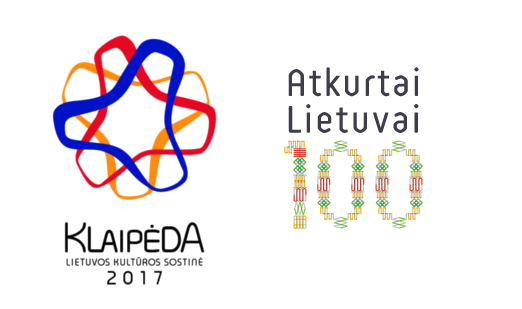 KLAIPĖDA
LIETUVOS KULTŪROS SOSTINĖ
2017
Atkurtai
Lietuvai
100